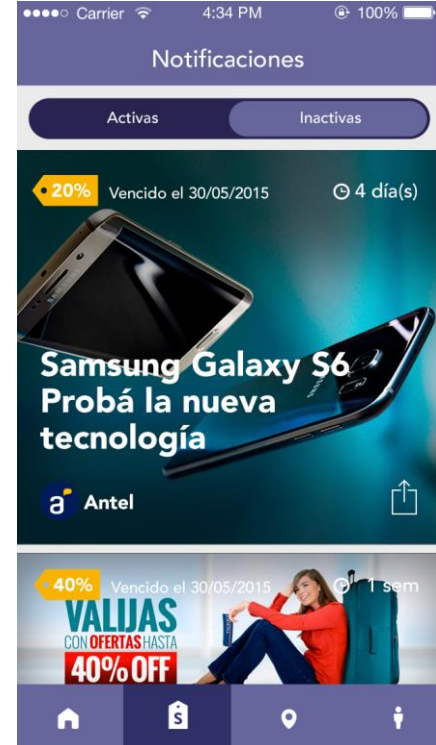 Carrier 4:34 PM 100%
Notificaciones
Activas Inactivas
20% Vencido el 30/05/2015 4 día(s)
SAMSUNG
Samsung Galaxy S6
Probá la nueva
tecnología
a Antel
40% Vencido el 30/05/2015 1 sem
VALIJAS
CON OFERTAS HASTA
40% OFF
S